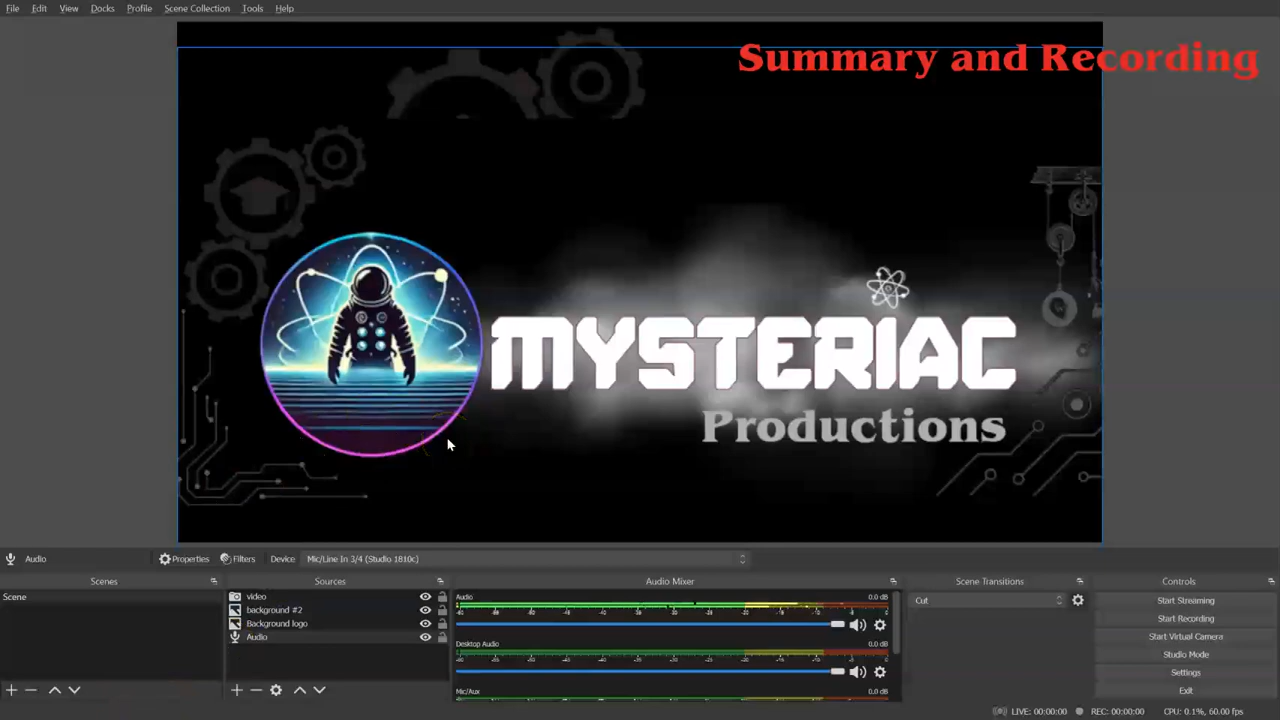 File Edit View Docks Profile Scene Collection Tools Help
Summary and Recording
MYSTERIAC
Productions
Audio Properties Filters Device Mic/Line In 3/4 (Studio 1810c)
Scenes Sources Audio Mixer Scene Transitions Controls
Scene
video
background #2
Background logo
Audio
Audio 0.0 dB
Desktop Audio 0.0 dB
Mic/Aux 0.0 dB
Cut
Start Streaming
Start Recording
Start Virtual Camera
Studio Mode
Settings
Exit
LIVE: 00:00:00 REC: 00:00:00 CPU: 0.1%, 60.00 fps